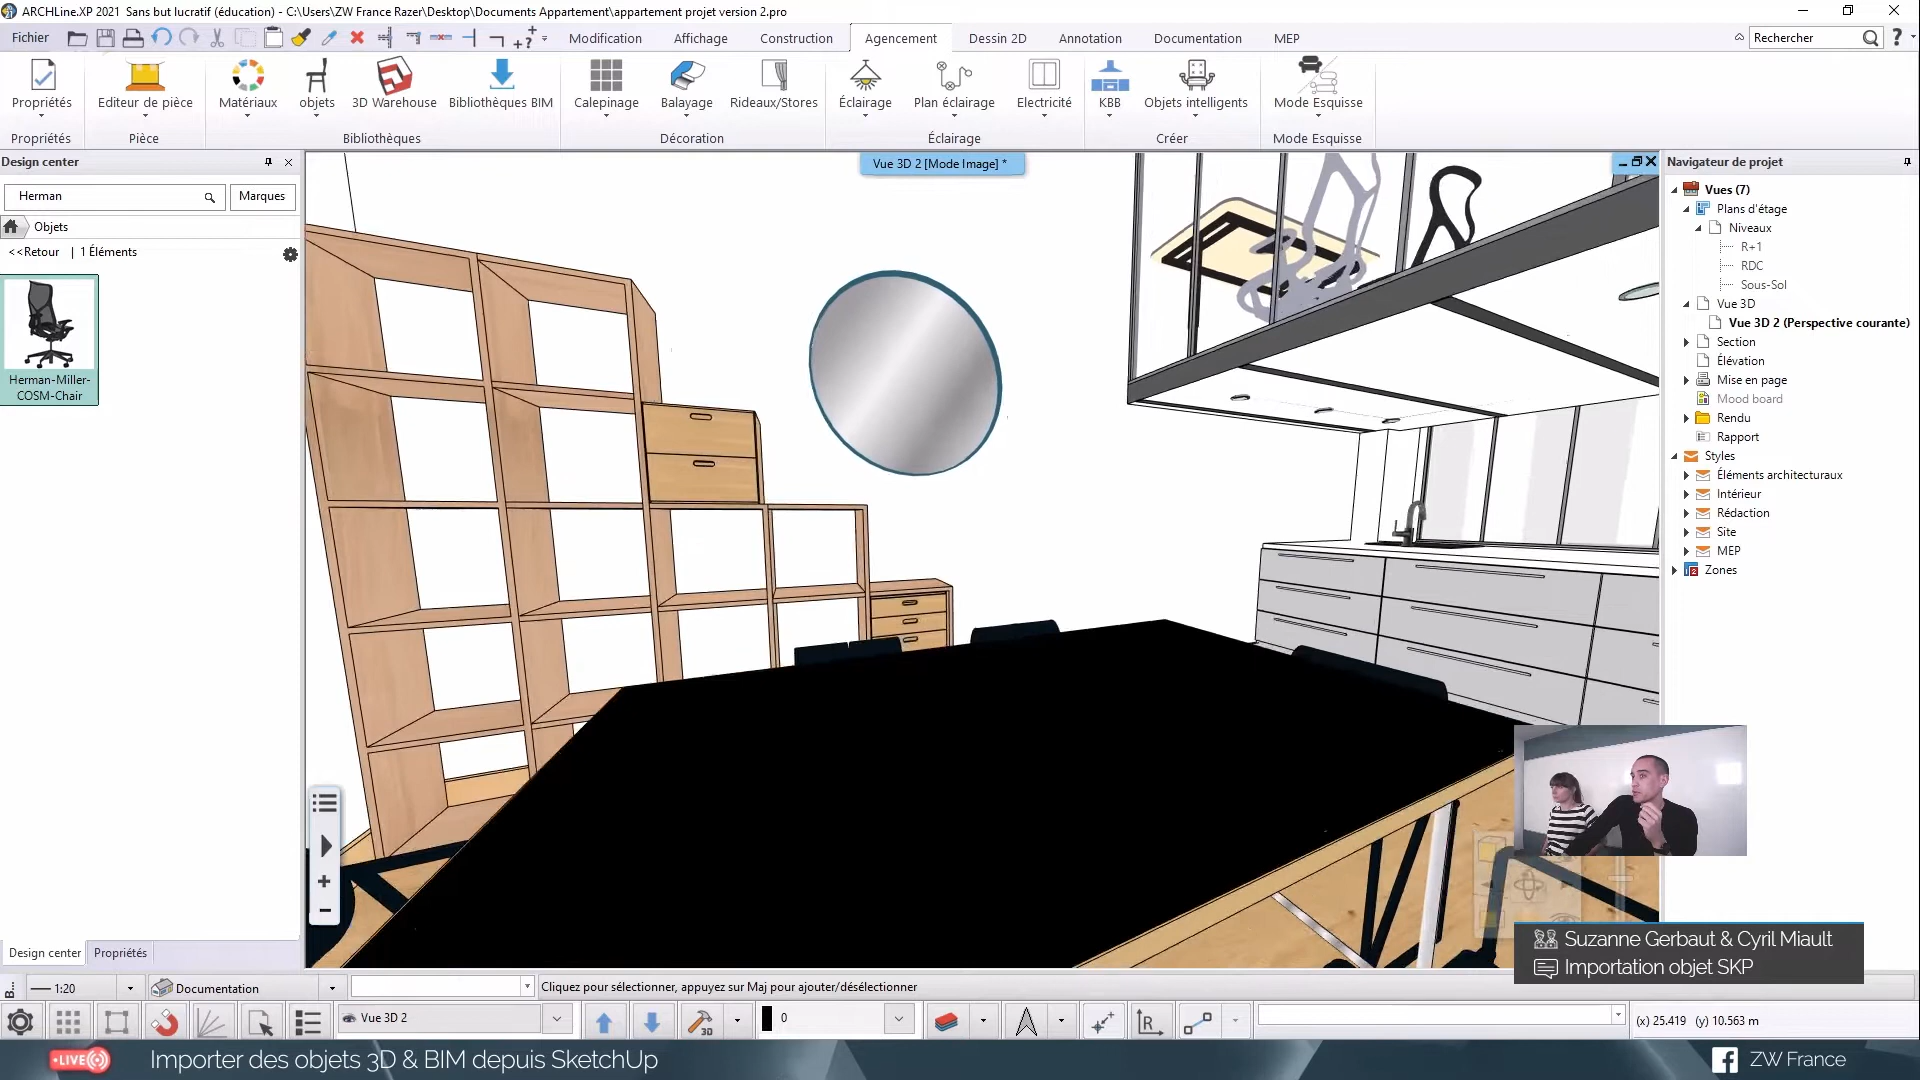 ARCHLine.XP 2021 Sans but lucratif (éducation) - C:\Users\ZW France Razer\Desktop\Documents Appartement\appartement projet version 2.pro
Fichier Modification Affichage Construction Agencement Dessin 2D Annotation Documentation MEP Rechercher ?
Propriétés Editeur de pièce Matériaux objets 3D Warehouse Bibliothèques BIM Calepinage Balayage Rideaux/Stores Éclairage Plan éclairage Electricité KBB Objets intelligents Mode Esquisse
Propriétés Pièce Bibliothèques Décoration Éclairage Créer Mode Esquisse
Design center
Herman Marques
Objets
<<Retour | 1 Éléments
Herman-Miller-
COSM-Chair
Vue 3D 2 [Mode Image] *
Navigateur de projet
Vues (7)
Plans d'étage
Niveaux
R+1
RDC
Sous-Sol
Vue 3D
Vue 3D 2 (Perspective courante)
Section
Élévation
Mise en page
Mood board
Rendu
Rapport
Styles
Éléments architecturaux
Intérieur
Rédaction
Site
MEP
Zones
Suzanne Gerbaut & Cyril Miault
Importation objet SKP
Design center Propriétés
1:20 Documentation Cliquez pour sélectionner, appuyez sur Maj pour ajouter/désélectionner
Vue 3D 2 3D 0 R (x) 25.419 (y) 10.563 m
LIVE Importer des objets 3D & BIM depuis SketchUp ZW France